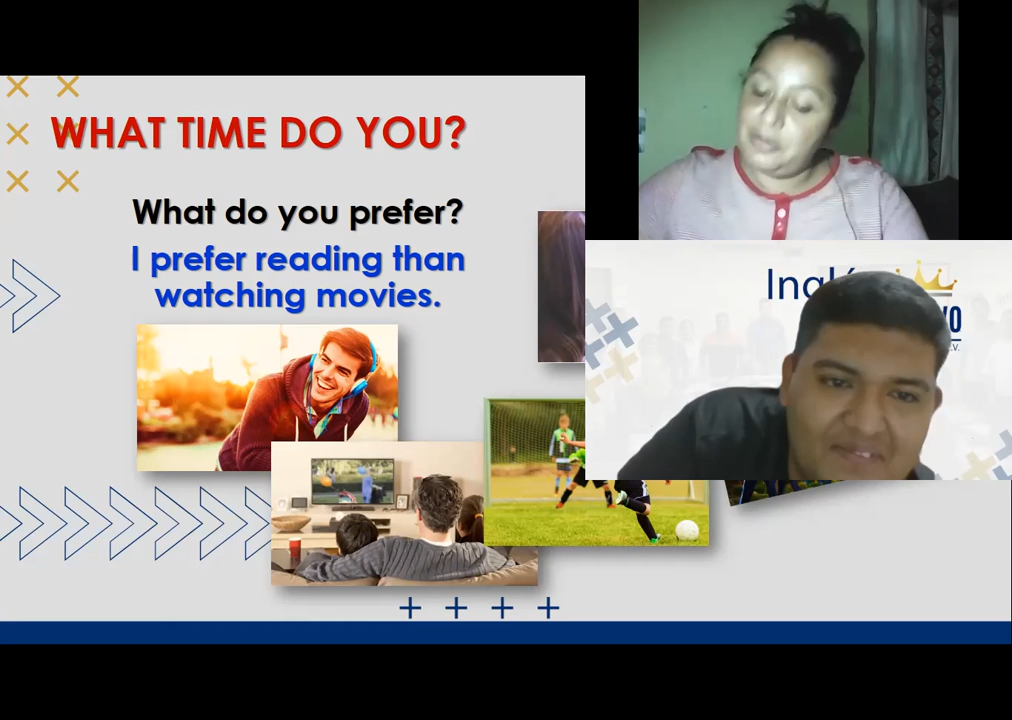 WHAT TIME DO YOU?
What do you prefer?
I prefer reading than
watching movies.